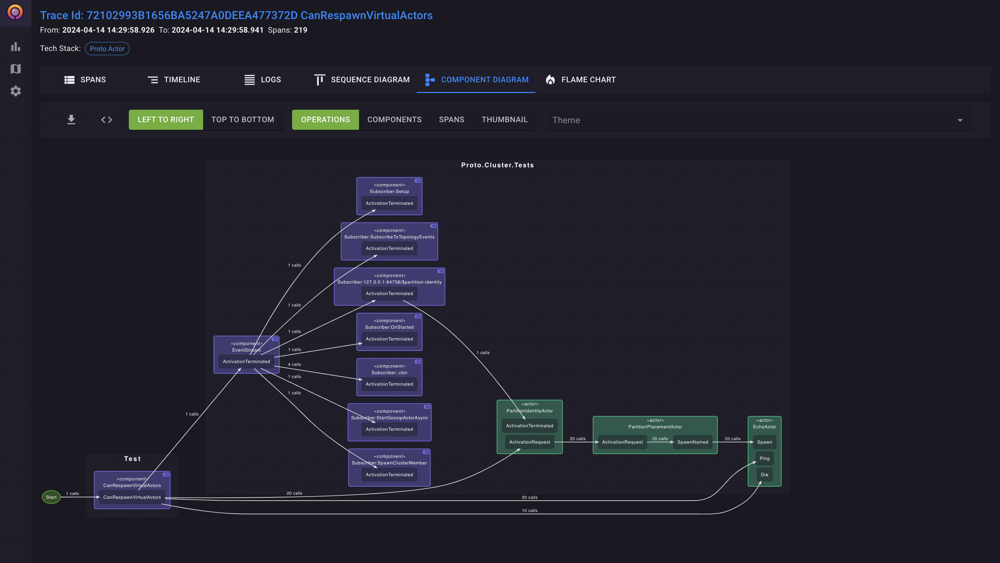 Trace Id: 72102993B1656BA5247A0DEEA477372D CanRespawnVirtualActors
From: 2024-04-14 14:29:58.926 To: 2024-04-14 14:29:58.941 Spans: 219
Tech Stack: Proto.Actor
SPANS TIMELINE LOGS SEQUENCE DIAGRAM COMPONENT DIAGRAM FLAME CHART
LEFT TO RIGHT TOP TO BOTTOM OPERATIONS COMPONENTS SPANS THUMBNAIL Theme
Proto.Cluster.Tests
«component»
Subscriber:Setup
ActivationTerminated
«component»
Subscriber:SubscribeToTopologyEvents
ActivationTerminated
1 calls
«component»
Subscriber:127.0.0.1:64756/$partition-identity
ActivationTerminated
1 calls
«component»
Subscriber:OnStarted
ActivationTerminated
1 calls
«component»
EventStream
ActivationTerminated
1 calls
1 calls
4 calls
«component»
Subscriber:.ctor
ActivationTerminated
1 calls
1 calls
«component»
Subscriber:StartGossipActorAsync
ActivationTerminated
1 calls
«actor»
PartitionIdentityActor
ActivationTerminated
ActivationRequest
20 calls
«actor»
PartitionPlacementActor
ActivationRequest
20 calls
SpawnNamed
20 calls
«actor»
EchoActor
Spawn
Ping
Die
«component»
Subscriber:SpawnClusterMember
ActivationTerminated
Test
«component»
CanRespawnVirtualActors
CanRespawnVirtualActors
Start
1 calls
20 calls
20 calls
10 calls